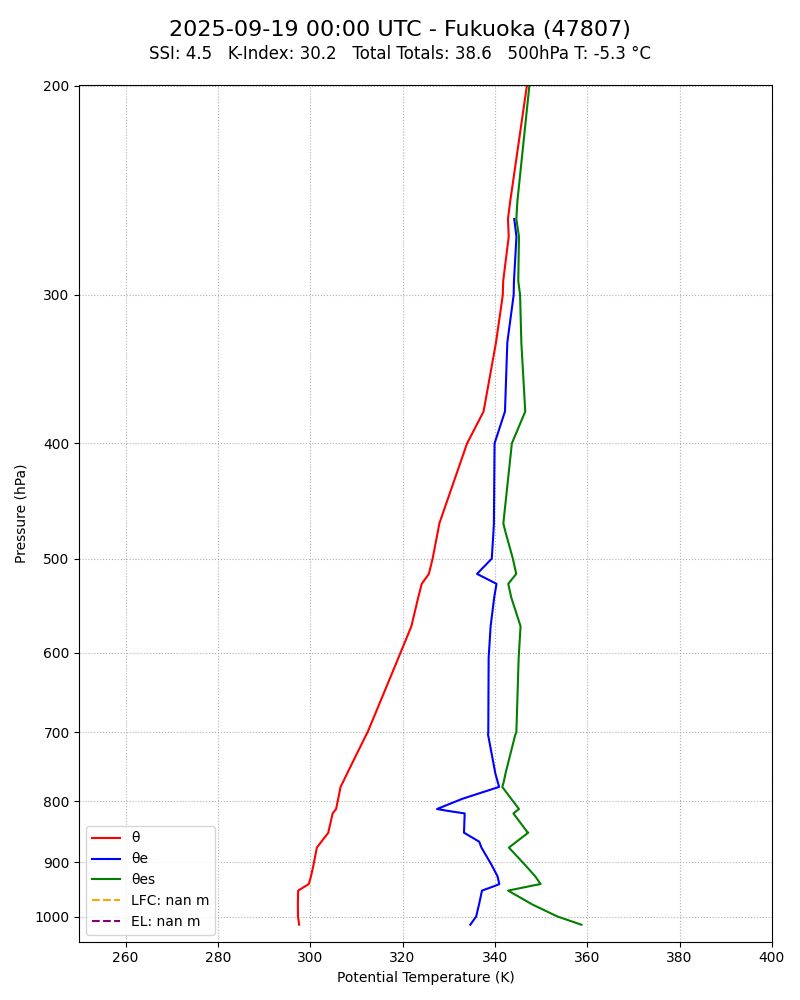 2025-09-19 00:00 UTC - Fukuoka (47807)
SSI: 4.5   K-Index: 30.2   Total Totals: 38.6   500hPa T: -5.3 °C
200
300
400
500
600
700
800
900
1000
Pressure (hPa)
θ
θe
θes
LFC: nan m
EL: nan m
260 280 300 320 340 360 380 400
Potential Temperature (K)